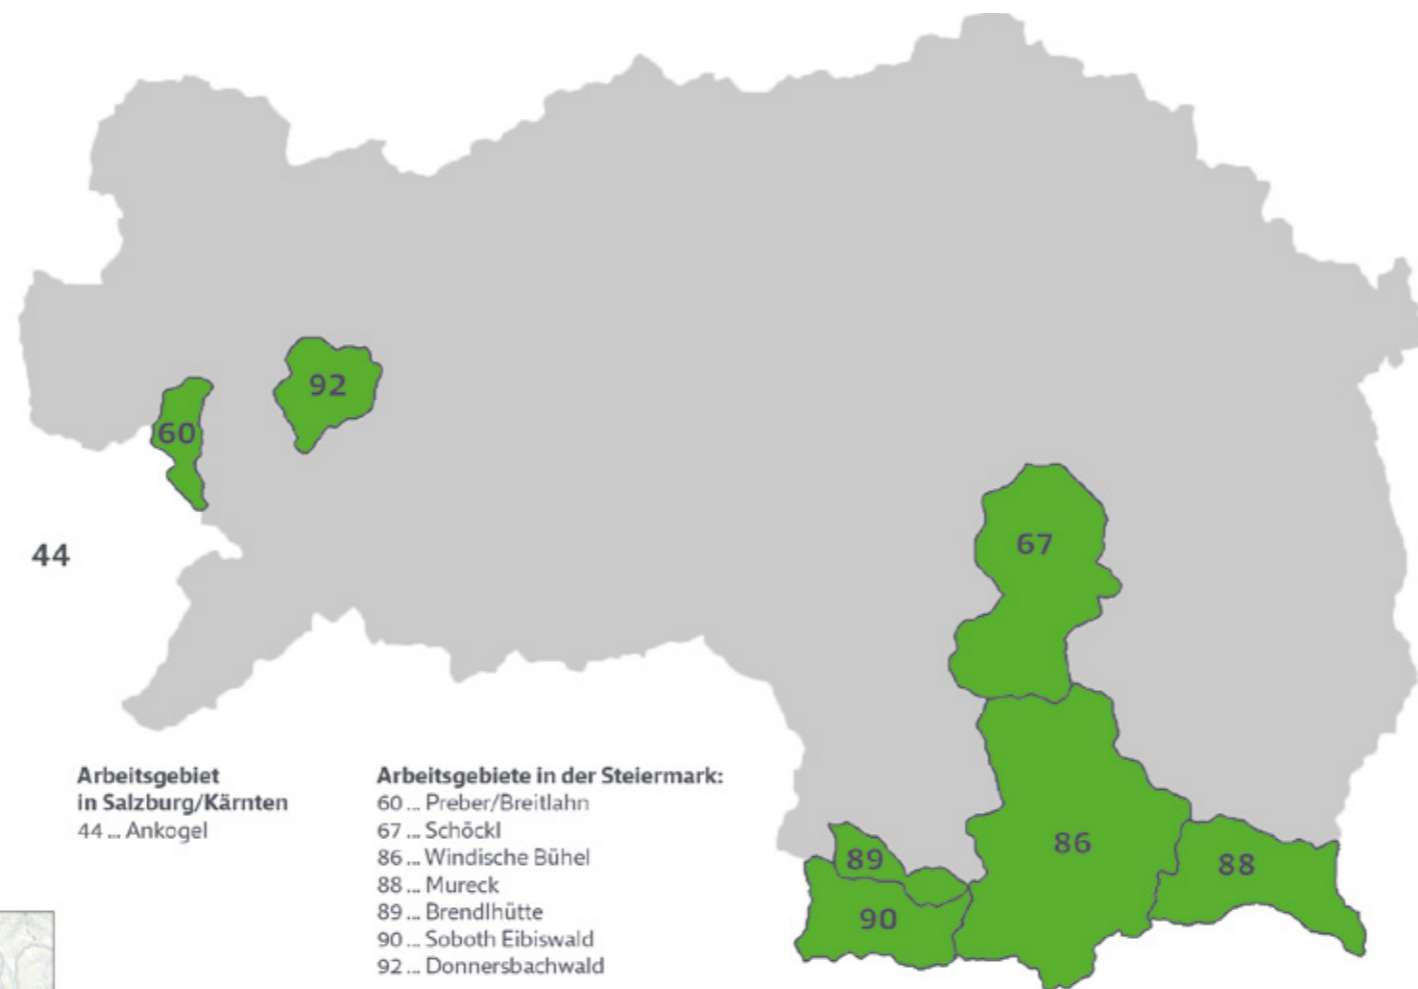 92
60
44
67
86
89
88
90
Arbeitsgebiet
in Salzburg/Kärnten
44 ... Ankogel
Arbeitsgebiete in der Steiermark:
60 ... Preber/Breitlahn
67 ... Schöckl
86 ... Windische Bühel
88 ... Mureck
89 ... Brendlhütte
90 ... Soboth Eibiswald
92 ... Donnersbachwald